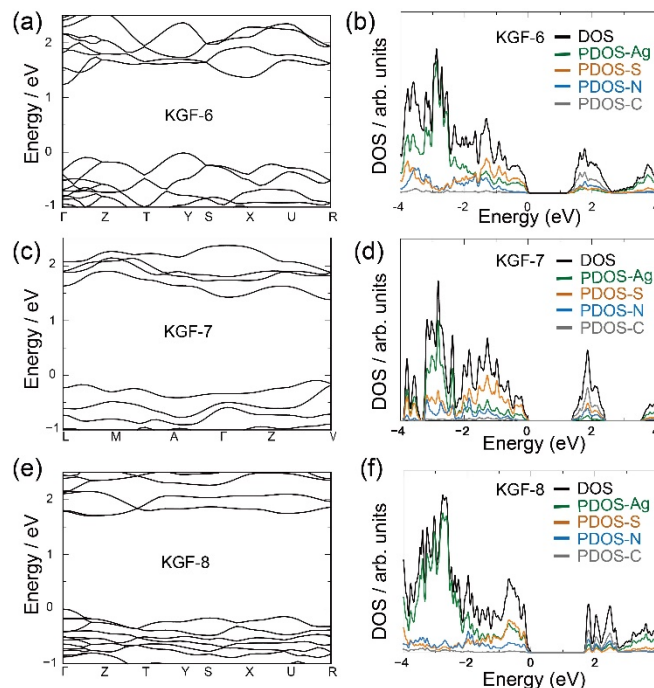 (a)
Energy / eV
2
1
0
-1
KGF-6
Γ Z T Y S X U R
(b)
DOS / arb. units
KGF-6
DOS
PDOS-Ag
PDOS-S
PDOS-N
PDOS-C
-4 -2 0 2
Energy (eV)
(c)
Energy / eV
2
1
0
-1
KGF-7
L M A Γ Z V
(d)
DOS / arb. units
KGF-7
DOS
PDOS-Ag
PDOS-S
PDOS-N
PDOS-C
-4 -2 0 2
Energy (eV)
(e)
Energy / eV
2
1
0
-1
KGF-8
Γ Z T Y S X U R
(f)
DOS / arb. units
KGF-8
DOS
PDOS-Ag
PDOS-S
PDOS-N
PDOS-C
-4 -2 0 2
Energy (eV)